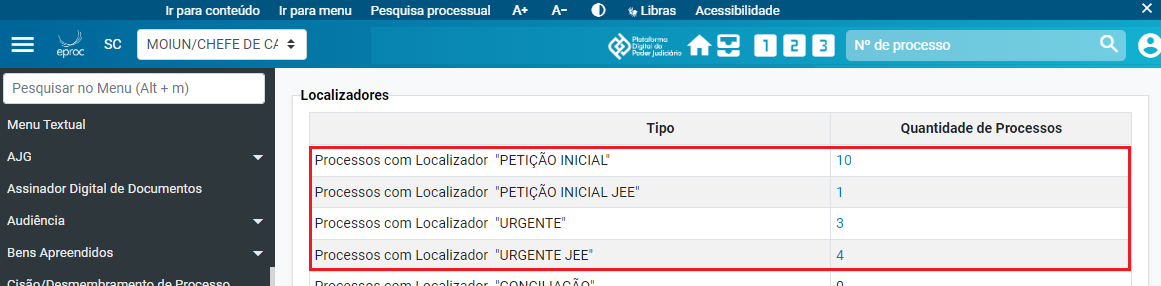 Ir para conteúdo Ir para menu Pesquisa processual A+ A− Libras Acessibilidade ×
eproc SC MOIUN/CHEFE DE CA Plataforma Digital do Poder Judiciário 1 2 3 Nº de processo
Pesquisar no Menu (Alt + m)
Menu Textual
AJG
Assinador Digital de Documentos
Audiência
Bens Apreendidos
Cisão/Desmembramento de Processo
Localizadores
Tipo Quantidade de Processos
Processos com Localizador "PETIÇÃO INICIAL" 10
Processos com Localizador "PETIÇÃO INICIAL JEE" 1
Processos com Localizador "URGENTE" 3
Processos com Localizador "URGENTE JEE" 4
Processos com Localizador "CONCILIAÇÃO" 0